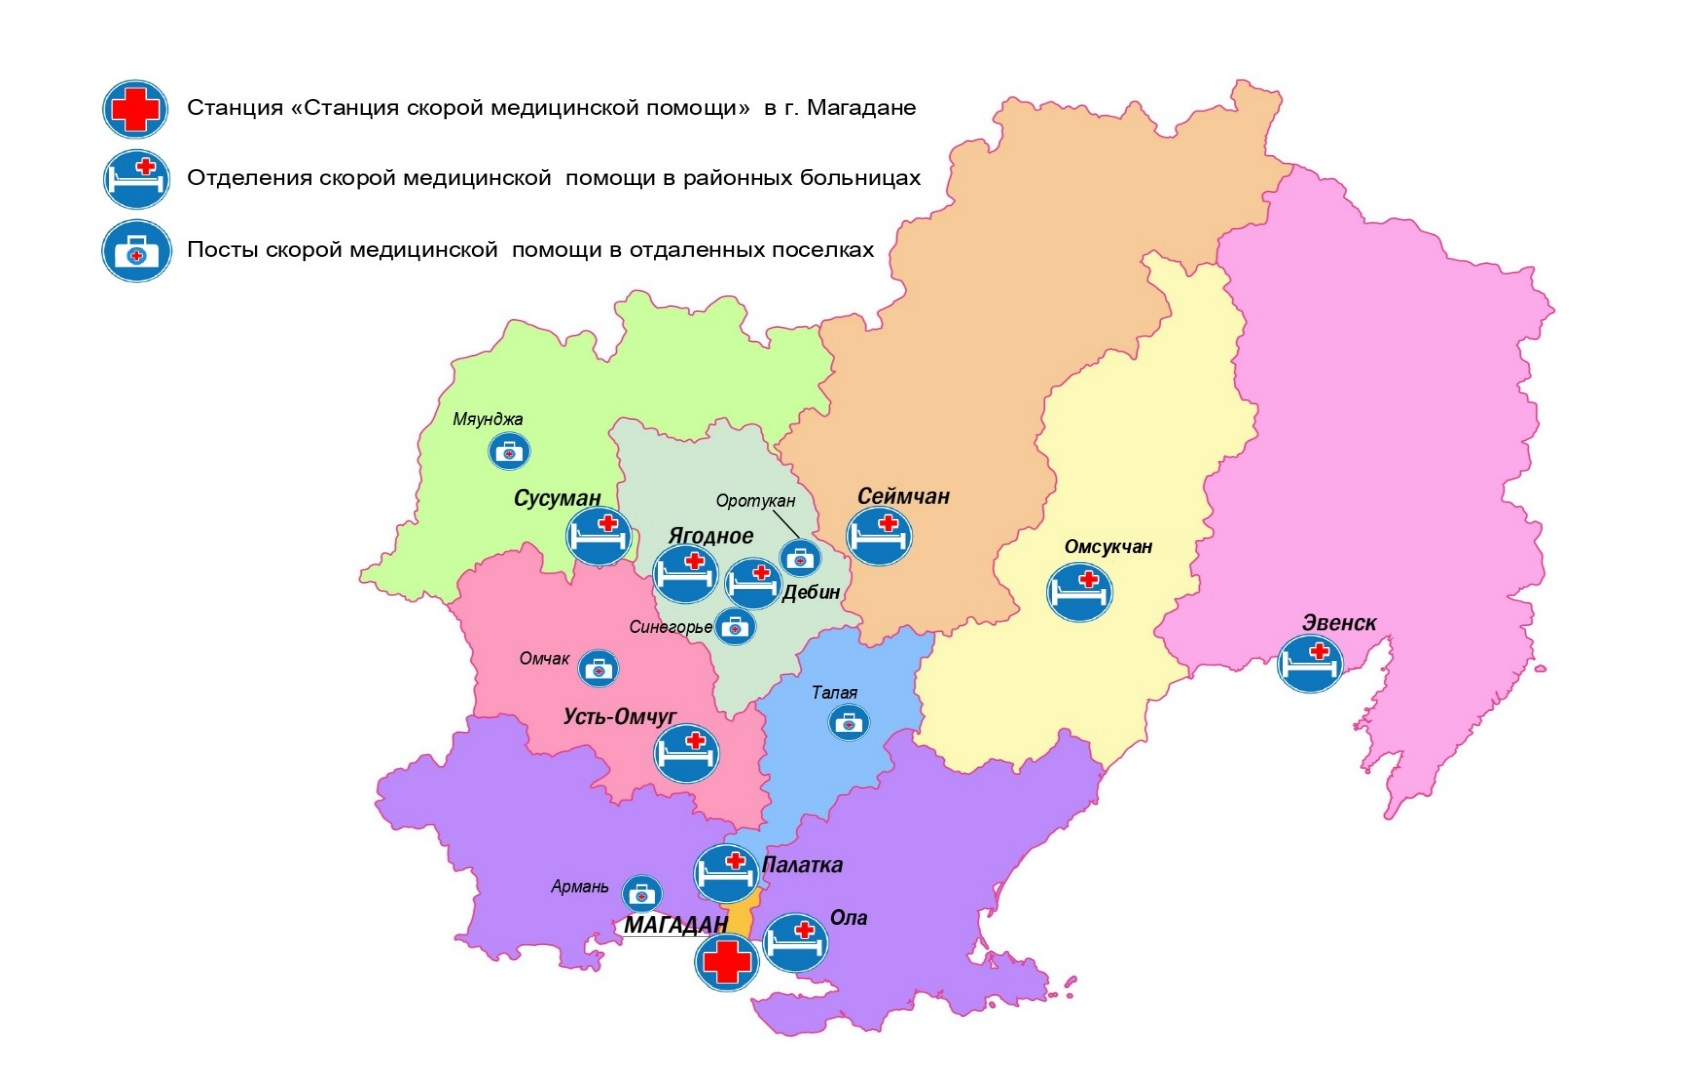 Станция «Станция скорой медицинской помощи» в г. Магадане
Отделения скорой медицинской помощи в районных больницах
Посты скорой медицинской помощи в отдаленных поселках
Мяунджа
Сусуман
Оротукан
Сеймчан
Ягодное
Омсукчан
Дебин
Синегорье
Эвенск
Омчак
Талая
Усть-Омчуг
Палатка
Армань
МАГАДАН
Ола